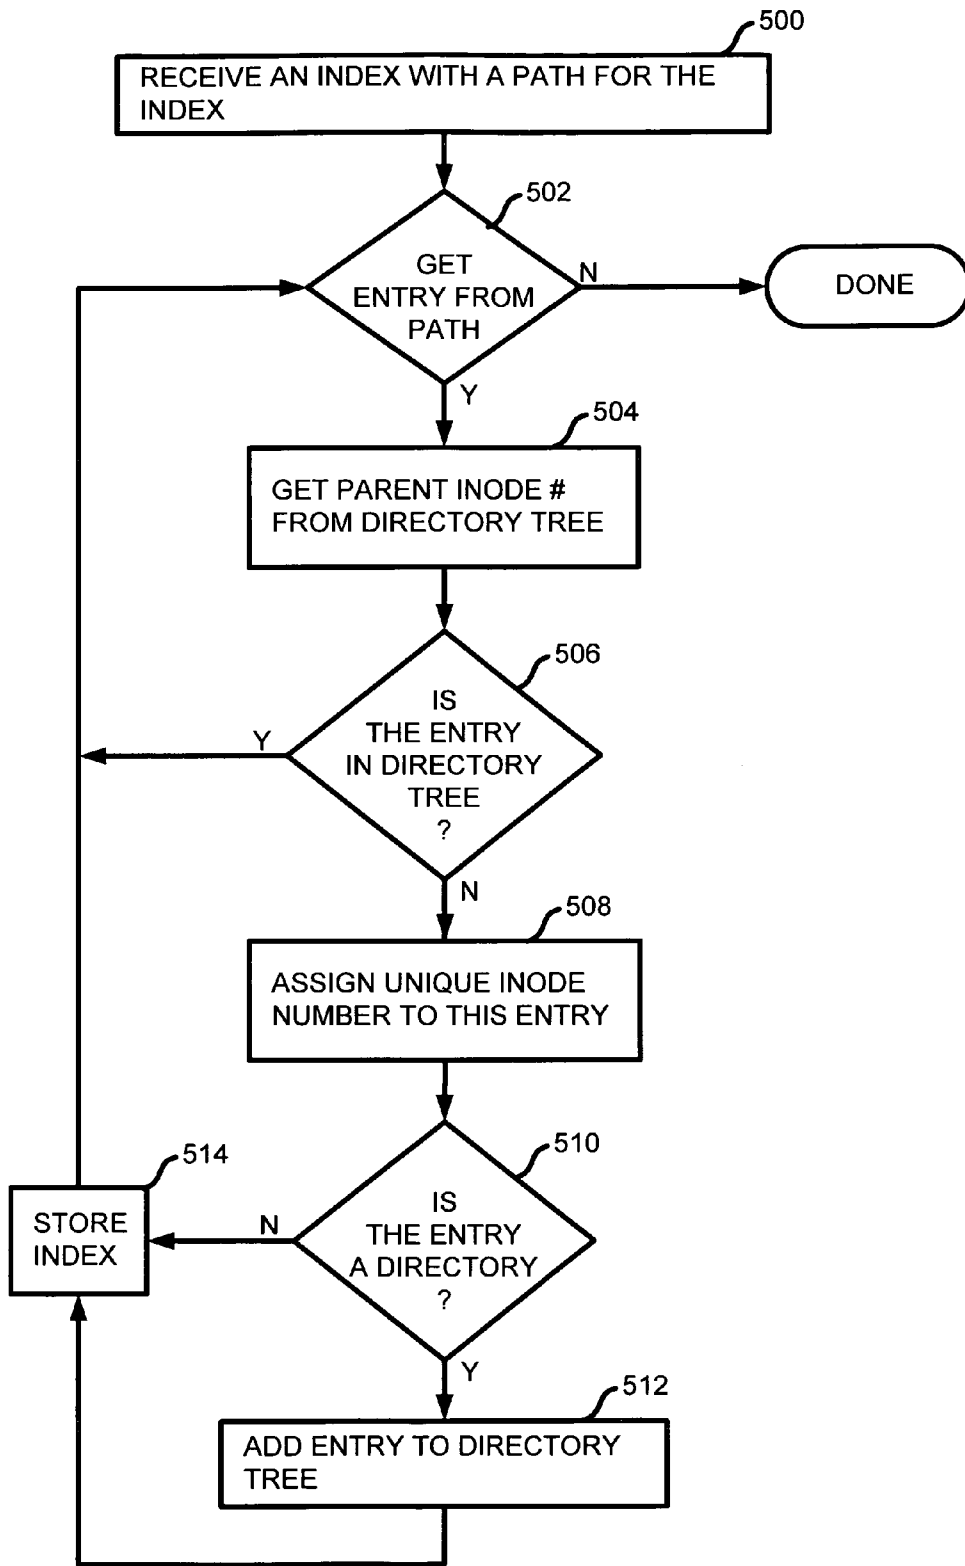 500
RECEIVE AN INDEX WITH A PATH FOR THE
INDEX
502
GET
ENTRY FROM
PATH
N
DONE
Y
504
GET PARENT INODE #
FROM DIRECTORY TREE
506
IS
THE ENTRY
IN DIRECTORY
TREE
?
Y
N
508
ASSIGN UNIQUE INODE
NUMBER TO THIS ENTRY
510
IS
THE ENTRY
A DIRECTORY
?
N
514
STORE
INDEX
Y
512
ADD ENTRY TO DIRECTORY
TREE